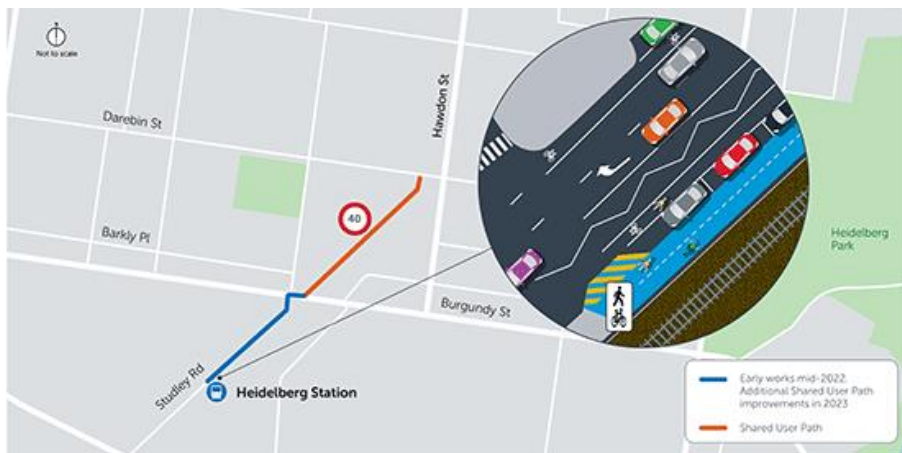 Not to scale
Darebin St
Hawdon St
40
Barkly Pl
Heidelberg
Park
Burgundy St
Studley Rd
Heidelberg Station
Early works mid-2022.
Additional Shared User Path
improvements in 2023
Shared User Path